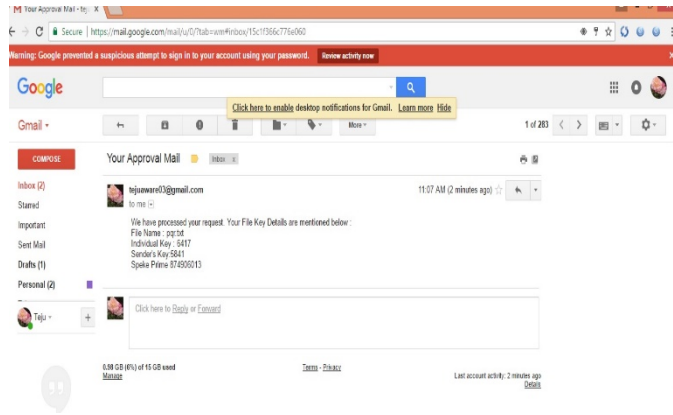 Your Approval Mail - tej
Secure https://mail.google.com/mail/u/0/?tab=wm#inbox/15c1f366c776e060
Warning: Google prevented a suspicious attempt to sign in to your account using your password. Review activity now
Google
Click here to enable desktop notifications for Gmail. Learn more Hide
Gmail
More
1 of 283
COMPOSE
Your Approval Mail
Inbox x
Inbox (2)
Starred
Important
Sent Mail
Drafts (1)
Personal (2)
Teju
tejuaware03@gmail.com
11:07 AM (2 minutes ago)
to me
We have processed your request. Your File Key Details are mentioned below :
File Name : pqr.txt
Individual Key : 6417
Sender's Key:5841
Speke Prime 874906013
Click here to Reply or Forward
0.98 GB (6%) of 15 GB used
Manage
Terms - Privacy
Last account activity: 2 minutes ago
Details